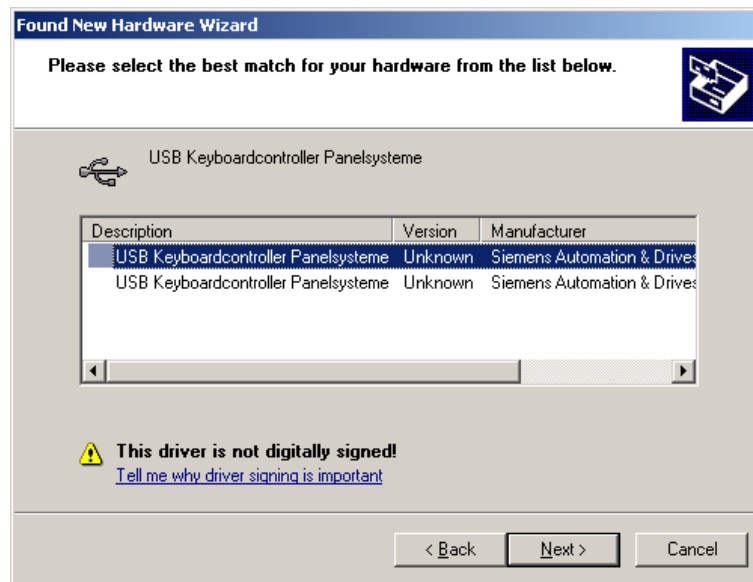 Found New Hardware Wizard
Please select the best match for your hardware from the list below.
USB Keyboardcontroller Panelsysteme
Description Version Manufacturer
USB Keyboardcontroller Panelsysteme Unknown Siemens Automation & Drives
USB Keyboardcontroller Panelsysteme Unknown Siemens Automation & Drives
This driver is not digitally signed!
Tell me why driver signing is important
< Back Next > Cancel